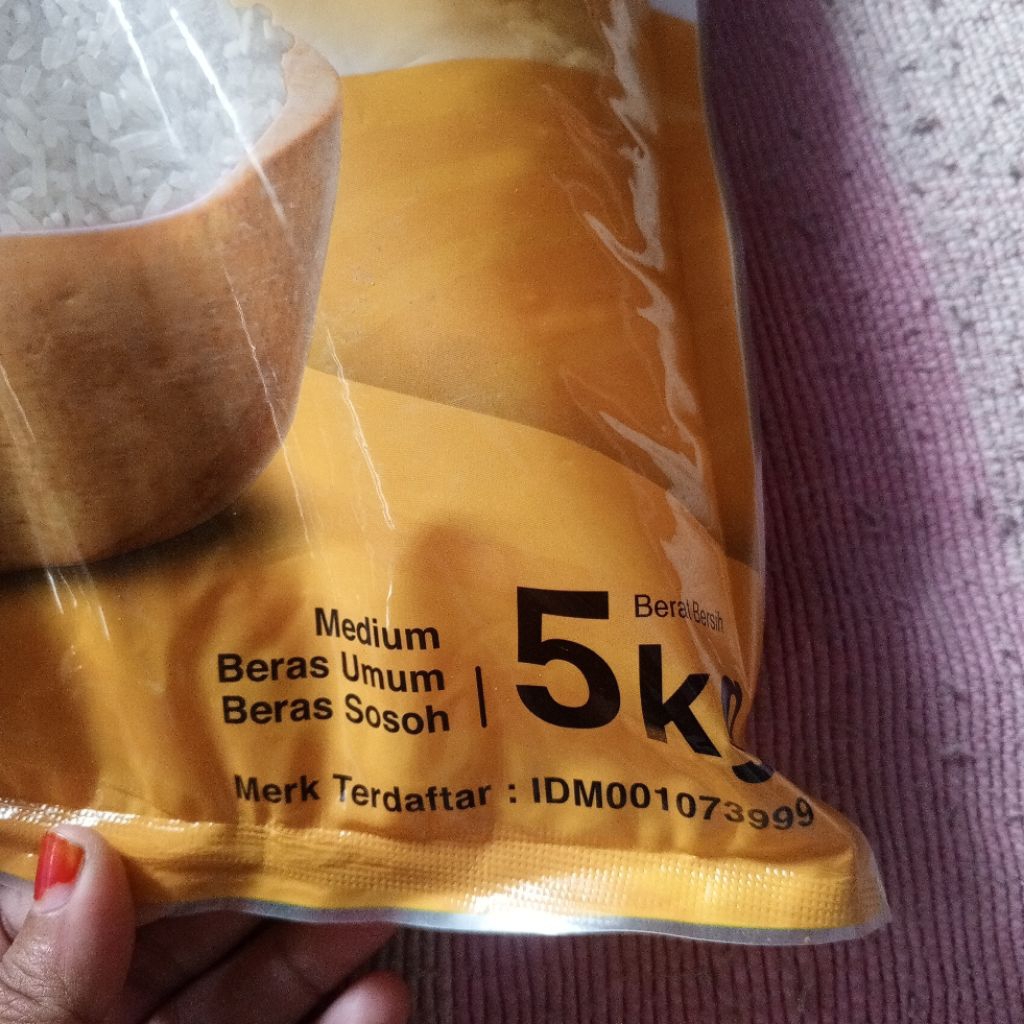 Medium
Beras Umum
Beras Sosoh
Berat Bersih
5kg
Merk Terdaftar : IDM001073999